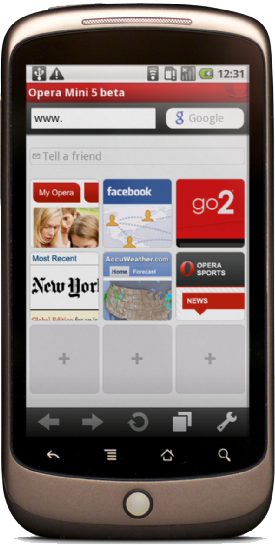 12:31
Opera Mini 5 beta
www.
g Google
Tell a friend
My Opera
facebook
go2
Most Recent
New York
AccuWeather.com
Home Forecast
OPERA
SPORTS
NEWS